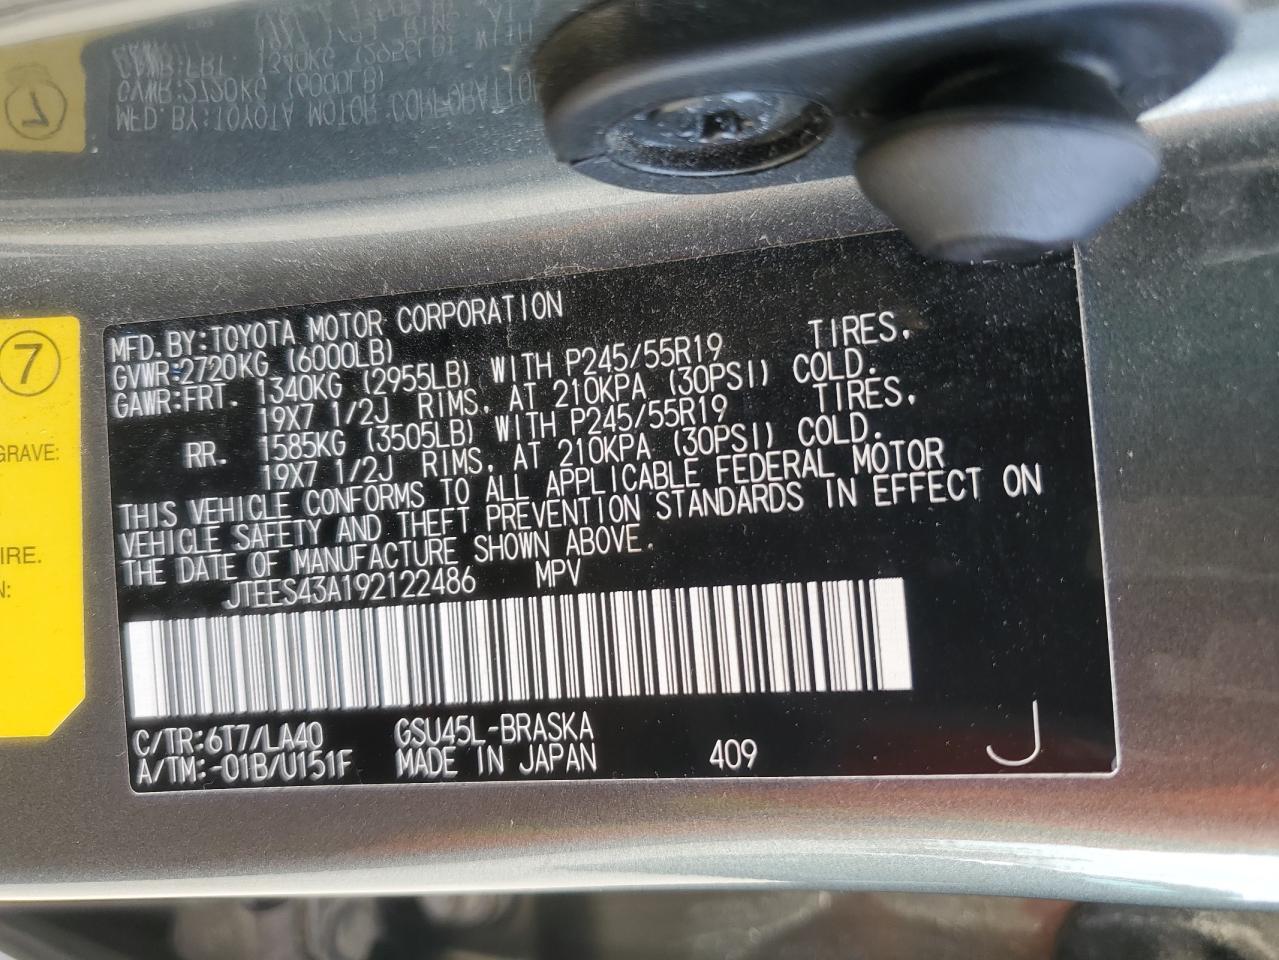 MFD. BY: TOYOTA MOTOR CORPORATION
GVWR: 2720KG (6000LB)
GAWR: FRT. 1340KG (2955LB) WITH P245/55R19 TIRES,
19X7 1/2J RIMS, AT 210KPA (30PSI) COLD.
RR. 1585KG (3505LB) WITH P245/55R19 TIRES,
19X7 1/2J RIMS, AT 210KPA (30PSI) COLD.
THIS VEHICLE CONFORMS TO ALL APPLICABLE FEDERAL MOTOR
VEHICLE SAFETY AND THEFT PREVENTION STANDARDS IN EFFECT ON
THE DATE OF MANUFACTURE SHOWN ABOVE.
JTEES43A192122486 MPV
C/TR: 6T7/LA40 GSU45L-BRASKA
A/TM: -01B/U151F MADE IN JAPAN 409 J
7
GRAVE:
IRE.
N: